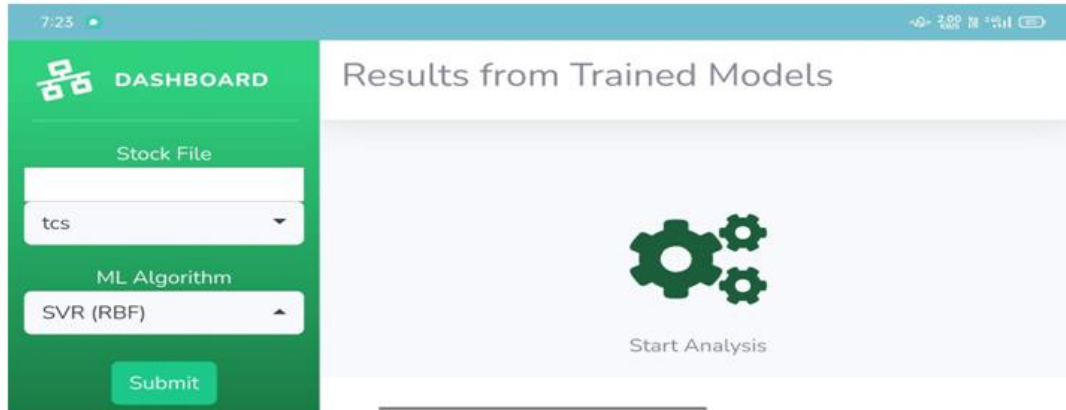 7:23
DASHBOARD
Stock File
tcs
ML Algorithm
SVR (RBF)
Submit
Results from Trained Models
Start Analysis